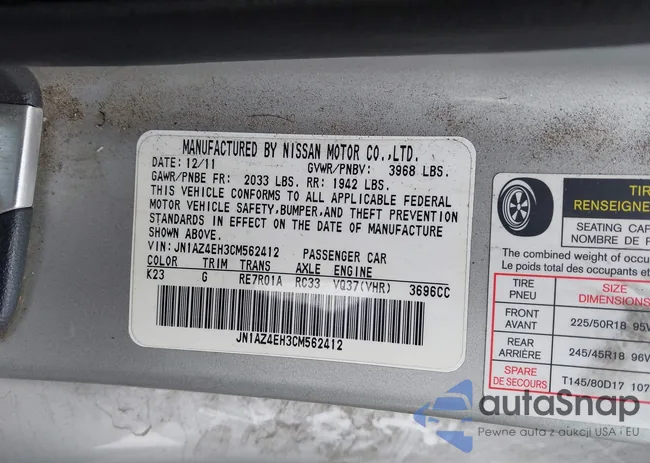 MANUFACTURED BY NISSAN MOTOR CO.,LTD.
DATE: 12/11 GVWR/PNBV: 3968 LBS.
GAWR/PNBE FR: 2033 LBS. RR: 1942 LBS.
THIS VEHICLE CONFORMS TO ALL APPLICABLE FEDERAL
MOTOR VEHICLE SAFETY,BUMPER,AND THEFT PREVENTION
STANDARDS IN EFFECT ON THE DATE OF MANUFACTURE
SHOWN ABOVE.
VIN: JN1AZ4EH3CM562412 PASSENGER CAR
COLOR TRIM TRANS AXLE ENGINE
K23 G RE7R01A RC33 VQ37(VHR) 3696CC
JN1AZ4EH3CM562412
TIR
RENSEIGNE
SEATING CAP
NOMBRE DE
The combined weight of occu
Le poids total des occupants et
TIRE
PNEU
SIZE
DIMENSIONS
FRONT
AVANT
225/50R18 95W
REAR
ARRIÈRE
245/45R18 96W
SPARE
DE SECOURS
T145/80D17 107
autoSnap
Pewne auta z aukcji USA i EU